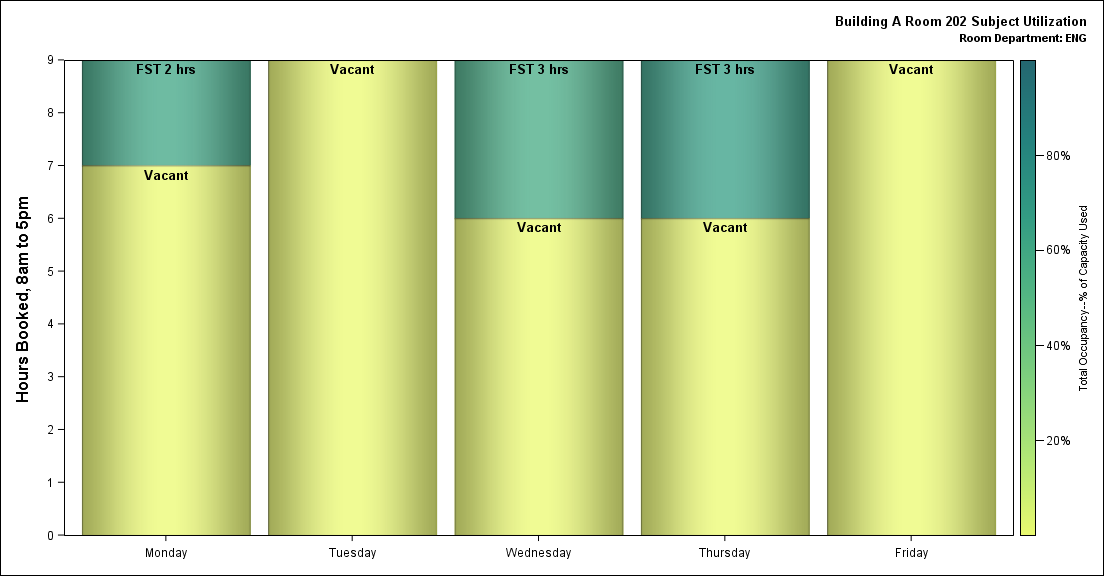 Building A Room 202 Subject Utilization
Room Department: ENG
Hours Booked, 8am to 5pm
9
8
7
6
5
4
3
2
1
0
FST 2 hrs
Vacant
Vacant
FST 3 hrs
Vacant
FST 3 hrs
Vacant
Vacant
Monday
Tuesday
Wednesday
Thursday
Friday
80%
60%
40%
20%
Total Occupancy--% of Capacity Used